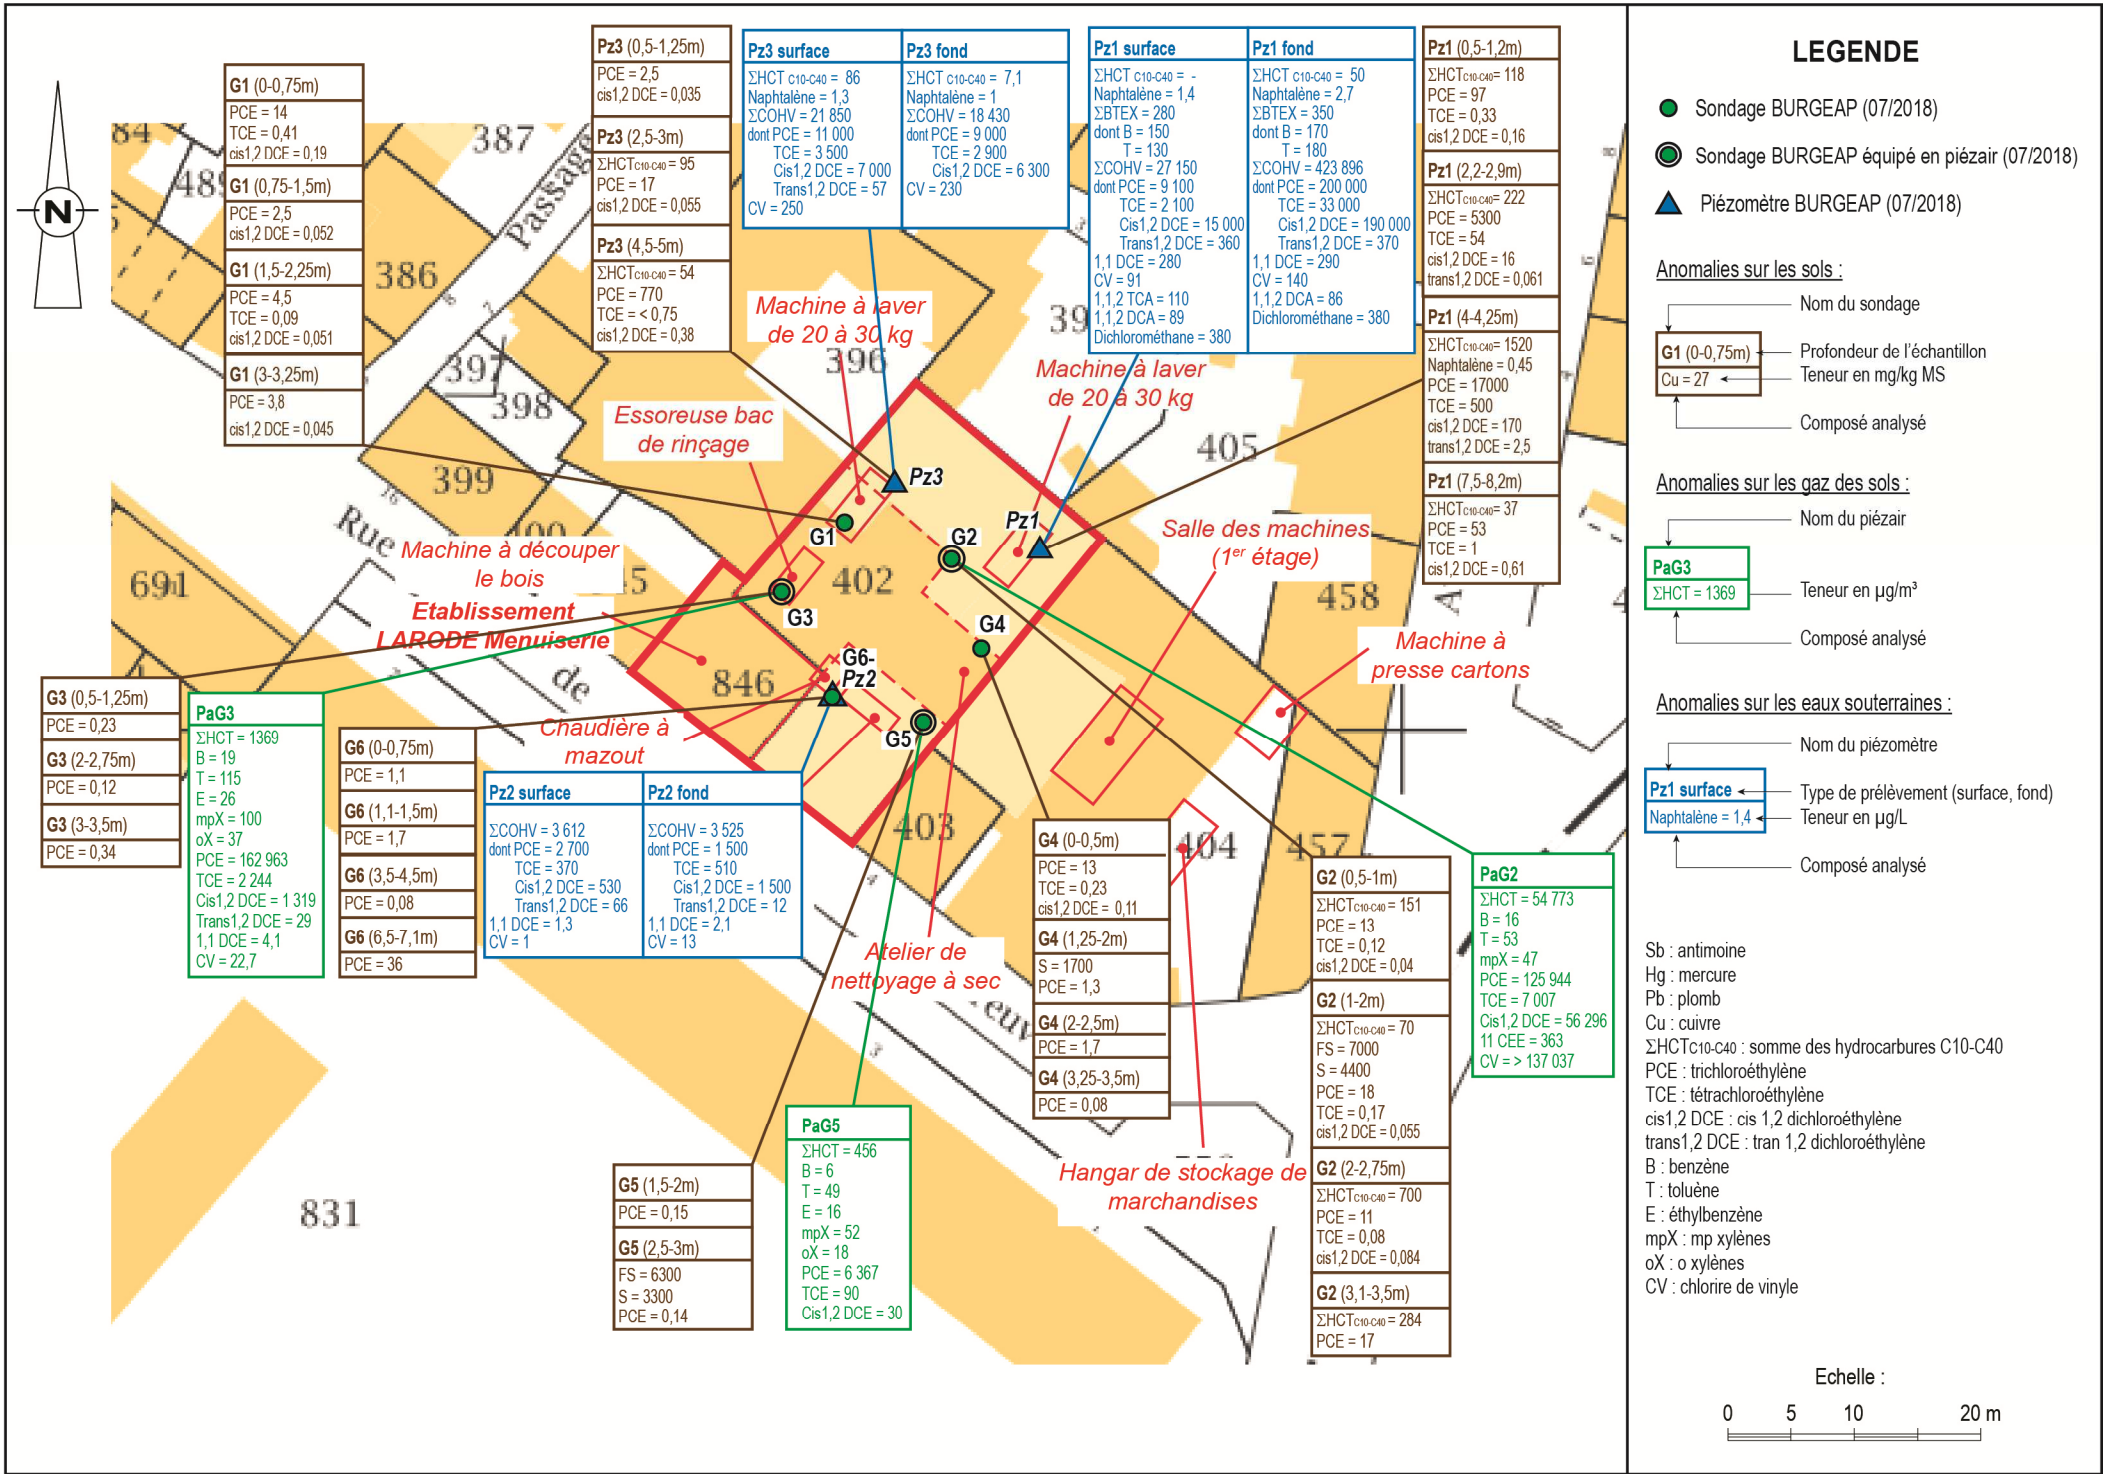 G1 (0-0,75m)
PCE = 14
TCE = 0,41
cis1,2 DCE = 0,19
G1 (0,75-1,5m)
PCE = 2,5
cis1,2 DCE = 0,052
G1 (1,5-2,25m)
PCE = 4,5
TCE = 0,09
cis1,2 DCE = 0,051
G1 (3-3,25m)
PCE = 3,8
cis1,2 DCE = 0,045
Pz3 (0,5-1,25m)
PCE = 2,5
cis1,2 DCE = 0,035
Pz3 (2,5-3m)
ΣHCTC10-C40 = 95
PCE = 17
cis1,2 DCE = 0,055
Pz3 (4,5-5m)
ΣHCTC10-C40 = 54
PCE = 770
TCE = < 0,75
cis1,2 DCE = 0,38
Pz3 surface
ΣHCT C10-C40 = 86
Naphtalène = 1,3
ΣCOHV = 21 850
dont PCE = 11 000
TCE = 3 500
Cis1,2 DCE = 7 000
Trans1,2 DCE = 57
CV = 250
Pz3 fond
ΣHCT C10-C40 = 7,1
Naphtalène = 1
ΣCOHV = 18 430
dont PCE = 9 000
TCE = 2 900
Cis1,2 DCE = 6 300
CV = 230
Pz1 surface
ΣHCT C10-C40 = -
Naphtalène = 1,4
ΣBTEX = 280
dont B = 150
T = 130
ΣCOHV = 27 150
dont PCE = 9 100
TCE = 2 100
Cis1,2 DCE = 15 000
Trans1,2 DCE = 360
1,1 DCE = 280
CV = 91
1,1,2 TCA = 110
1,1,2 DCA = 89
Dichlorométhane = 380
Pz1 fond
ΣHCT C10-C40 = 50
Naphtalène = 2,7
ΣBTEX = 350
dont B = 170
T = 180
ΣCOHV = 423 896
dont PCE = 200 000
TCE = 33 000
Cis1,2 DCE = 190 000
Trans1,2 DCE = 370
1,1 DCE = 290
CV = 140
1,1,2 DCA = 86
Dichlorométhane = 380
Pz1 (0,5-1,2m)
ΣHCTC10-C40= 118
PCE = 97
TCE = 0,33
cis1,2 DCE = 0,16
Pz1 (2,2-2,9m)
ΣHCTC10-C40= 222
PCE = 5300
TCE = 54
cis1,2 DCE = 16
trans1,2 DCE = 0,061
Pz1 (4-4,25m)
ΣHCTC10-C40= 1520
Naphtalène = 0,45
PCE = 17000
TCE = 500
cis1,2 DCE = 170
trans1,2 DCE = 2,5
Pz1 (7,5-8,2m)
ΣHCTC10-C40= 37
PCE = 53
TCE = 1
cis1,2 DCE = 0,61
N
84
387
386
Passage
397
398
399
396
405
691
402
846
403
404
457
458
831
Rue
de
Machine à laver
de 20 à 30 kg
Machine à laver
de 20 à 30 kg
Essoreuse bac
de rinçage
Machine à découper
le bois
Etablissement
LARODE Menuiserie
Salle des machines
(1er étage)
Machine à
presse cartons
Chaudière à
mazout
Atelier de
nettoyage à sec
Hangar de stockage de
marchandises
Pz3
Pz1
G1
G2
G3
G4
G6-
Pz2
G5
G3 (0,5-1,25m)
PCE = 0,23
G3 (2-2,75m)
PCE = 0,12
G3 (3-3,5m)
PCE = 0,34
PaG3
ΣHCT = 1369
B = 19
T = 115
E = 26
mpX = 100
oX = 37
PCE = 162 963
TCE = 2 244
Cis1,2 DCE = 1 319
Trans1,2 DCE = 29
1,1 DCE = 4,1
CV = 22,7
G6 (0-0,75m)
PCE = 1,1
G6 (1,1-1,5m)
PCE = 1,7
G6 (3,5-4,5m)
PCE = 0,08
G6 (6,5-7,1m)
PCE = 36
Pz2 surface
ΣCOHV = 3 612
dont PCE = 2 700
TCE = 370
Cis1,2 DCE = 530
Trans1,2 DCE = 66
1,1 DCE = 1,3
CV = 1
Pz2 fond
ΣCOHV = 3 525
dont PCE = 1 500
TCE = 510
Cis1,2 DCE = 1 500
Trans1,2 DCE = 12
1,1 DCE = 2,1
CV = 13
G5 (1,5-2m)
PCE = 0,15
G5 (2,5-3m)
FS = 6300
S = 3300
PCE = 0,14
PaG5
ΣHCT = 456
B = 6
T = 49
E = 16
mpX = 52
oX = 18
PCE = 6 367
TCE = 90
Cis1,2 DCE = 30
G4 (0-0,5m)
PCE = 13
TCE = 0,23
cis1,2 DCE = 0,11
G4 (1,25-2m)
S = 1700
PCE = 1,3
G4 (2-2,5m)
PCE = 1,7
G4 (3,25-3,5m)
PCE = 0,08
G2 (0,5-1m)
ΣHCTC10-C40 = 151
PCE = 13
TCE = 0,12
cis1,2 DCE = 0,04
G2 (1-2m)
ΣHCTC10-C40 = 70
FS = 7000
S = 4400
PCE = 18
TCE = 0,17
cis1,2 DCE = 0,055
G2 (2-2,75m)
ΣHCTC10-C40 = 700
PCE = 11
TCE = 0,08
cis1,2 DCE = 0,084
G2 (3,1-3,5m)
ΣHCTC10-C40 = 284
PCE = 17
PaG2
ΣHCT = 54 773
B = 16
T = 53
mpX = 47
PCE = 125 944
TCE = 7 007
Cis1,2 DCE = 56 296
11 CEE = 363
CV = > 137 037
LEGENDE
Sondage BURGEAP (07/2018)
Sondage BURGEAP équipé en piézair (07/2018)
Piézomètre BURGEAP (07/2018)
Anomalies sur les sols :
Nom du sondage
G1 (0-0,75m)
Profondeur de l'échantillon
Cu = 27
Teneur en mg/kg MS
Composé analysé
Anomalies sur les gaz des sols :
Nom du piézair
PaG3
ΣHCT = 1369
Teneur en µg/m³
Composé analysé
Anomalies sur les eaux souterraines :
Nom du piézomètre
Pz1 surface
Type de prélèvement (surface, fond)
Naphtalène = 1,4
Teneur en µg/L
Composé analysé
Sb : antimoine
Hg : mercure
Pb : plomb
Cu : cuivre
ΣHCTC10-C40 : somme des hydrocarbures C10-C40
PCE : trichloroéthylène
TCE : tétrachloroéthylène
cis1,2 DCE : cis 1,2 dichloroéthylène
trans1,2 DCE : tran 1,2 dichloroéthylène
B : benzène
T : toluène
E : éthylbenzène
mpX : mp xylènes
oX : o xylènes
CV : chlorire de vinyle
Echelle :
0 5 10 20 m